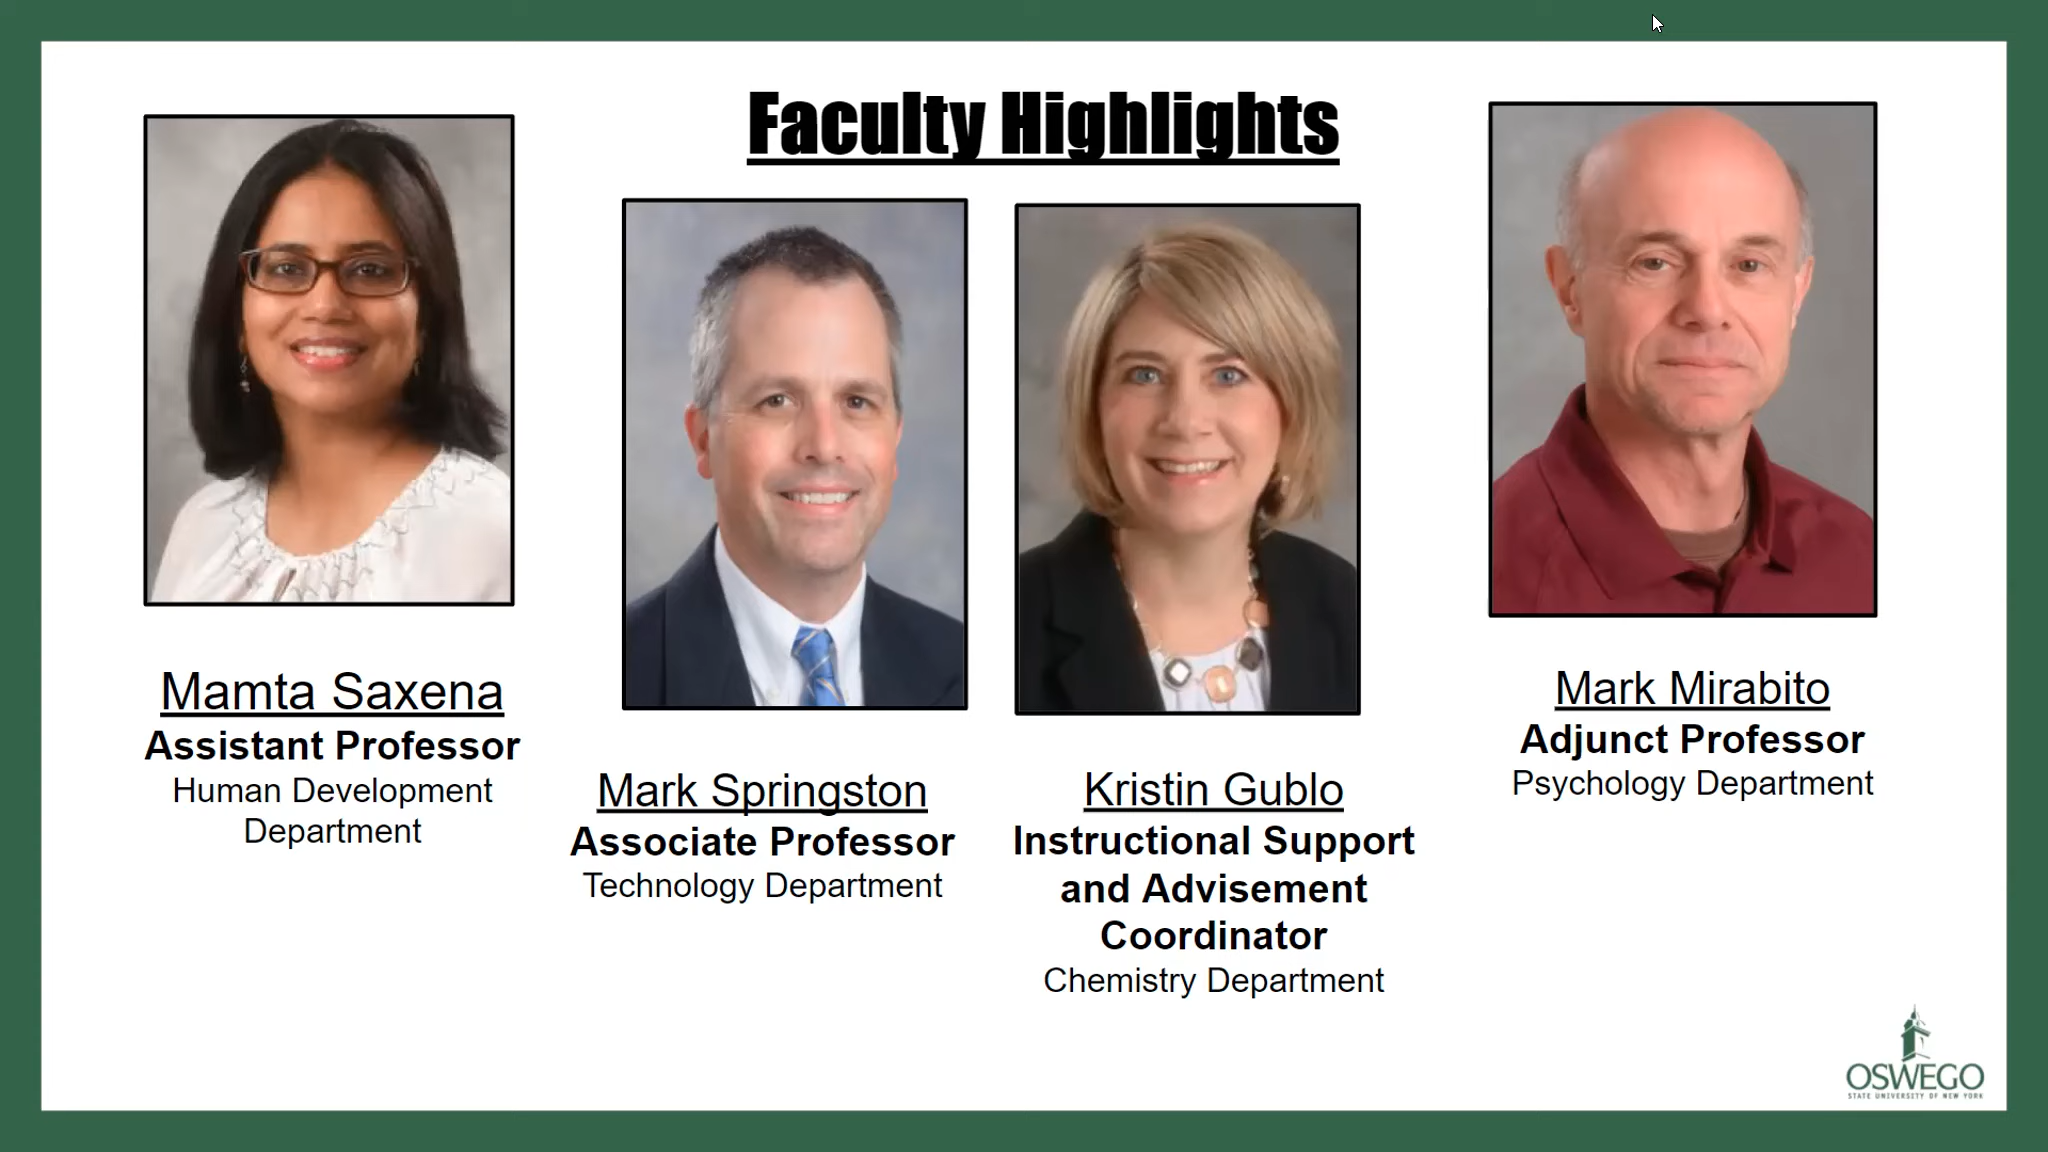 Faculty Highlights
Mamta Saxena
Assistant Professor
Human Development
Department
Mark Springston
Associate Professor
Technology Department
Kristin Gublo
Instructional Support
and Advisement
Coordinator
Chemistry Department
Mark Mirabito
Adjunct Professor
Psychology Department
OSWEGO
STATE UNIVERSITY OF NEW YORK